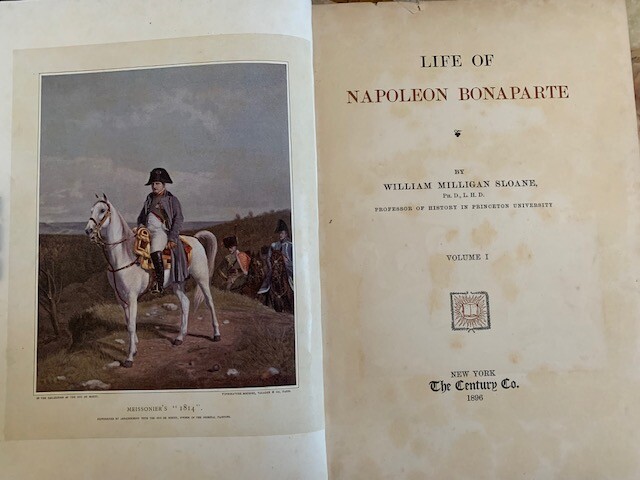 MEISSONIER'S "1814".
LIFE OF
NAPOLEON BONAPARTE
BY
WILLIAM MILLIGAN SLOANE,
PH. D., L. H. D.
PROFESSOR OF HISTORY IN PRINCETON UNIVERSITY
VOLUME I
NEW YORK
The Century Co.
1896